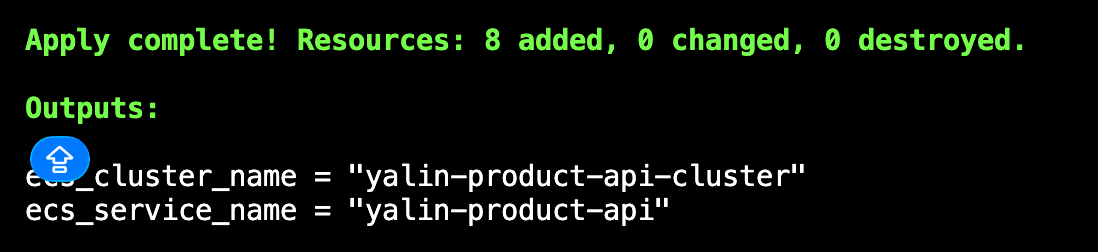 Apply complete! Resources: 8 added, 0 changed, 0 destroyed.
Outputs:
ecs_cluster_name = "yalin-product-api-cluster"
ecs_service_name = "yalin-product-api"